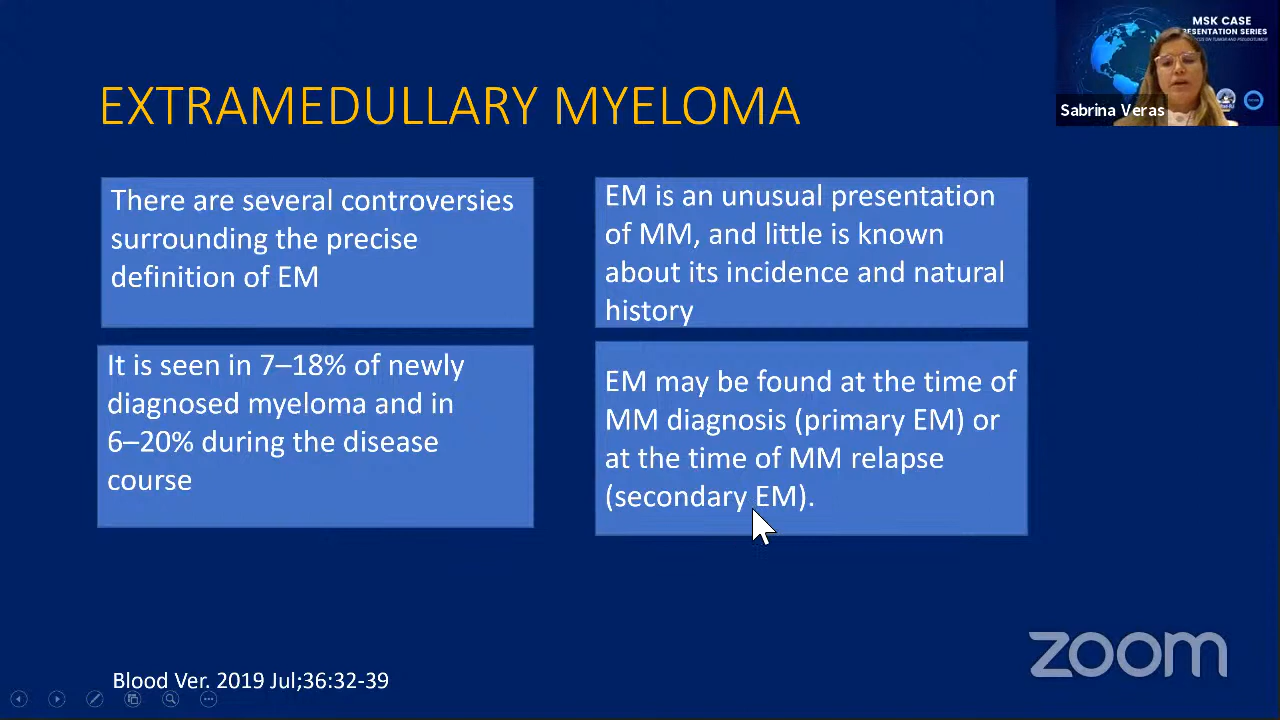 MSK CASE
ESENTATION SERIES
Sabrina Veras
EXTRAMEDULLARY MYELOMA
There are several controversies
surrounding the precise
definition of EM
EM is an unusual presentation
of MM, and little is known
about its incidence and natural
history
It is seen in 7–18% of newly
diagnosed myeloma and in
6–20% during the disease
course
EM may be found at the time of
MM diagnosis (primary EM) or
at the time of MM relapse
(secondary EM).
zoom
Blood Ver. 2019 Jul;36:32-39